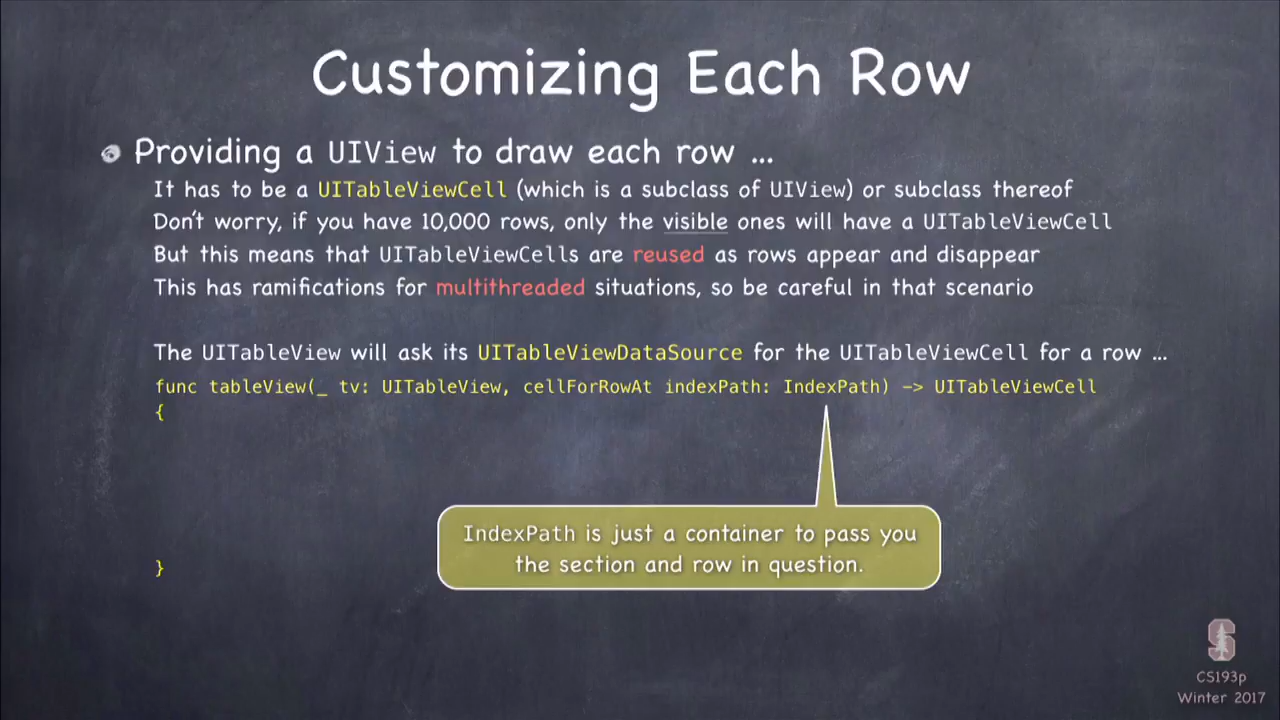 Customizing Each Row
Providing a UIView to draw each row ...
It has to be a UITableViewCell (which is a subclass of UIView) or subclass thereof
Don't worry, if you have 10,000 rows, only the visible ones will have a UITableViewCell
But this means that UITableViewCells are reused as rows appear and disappear
This has ramifications for multithreaded situations, so be careful in that scenario
The UITableView will ask its UITableViewDataSource for the UITableViewCell for a row ...
func tableView(_ tv: UITableView, cellForRowAt indexPath: IndexPath) -> UITableViewCell
{
IndexPath is just a container to pass you
the section and row in question.
}
S
CS193p
Winter 2017